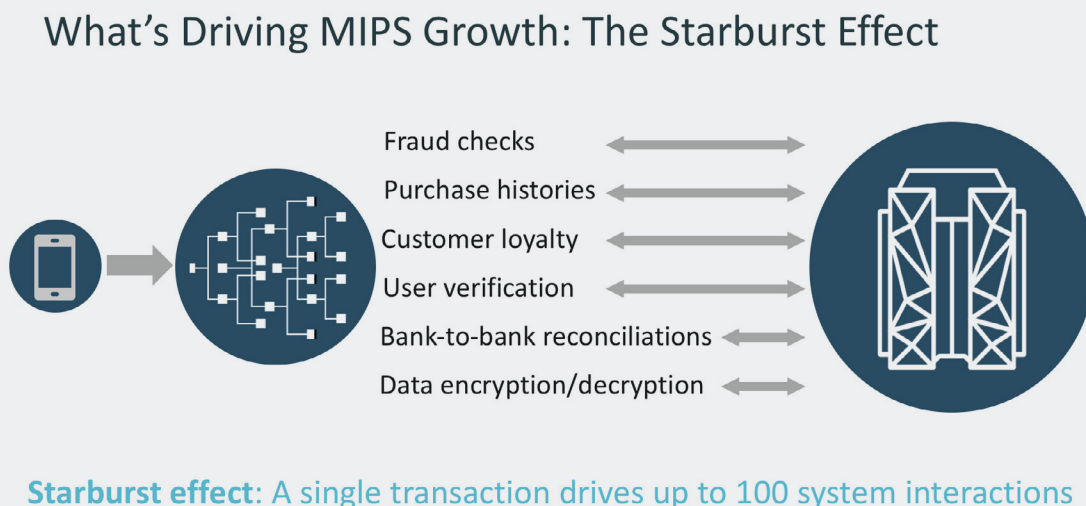 What’s Driving MIPS Growth: The Starburst Effect
Fraud checks
Purchase histories
Customer loyalty
User verification
Bank-to-bank reconciliations
Data encryption/decryption
Starburst effect: A single transaction drives up to 100 system interactions